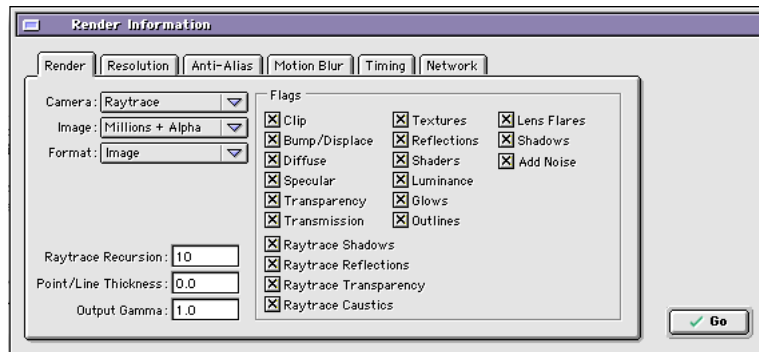 Render Information
Render Resolution Anti-Alias Motion Blur Timing Network
Camera: Raytrace
Image: Millions + Alpha
Format: Image
Raytrace Recursion: 10
Point/Line Thickness: 0.0
Output Gamma: 1.0
Flags
Clip
Bump/Displace
Diffuse
Specular
Transparency
Transmission
Textures
Reflections
Shaders
Luminance
Glows
Outlines
Lens Flares
Shadows
Add Noise
Raytrace Shadows
Raytrace Reflections
Raytrace Transparency
Raytrace Caustics
Go